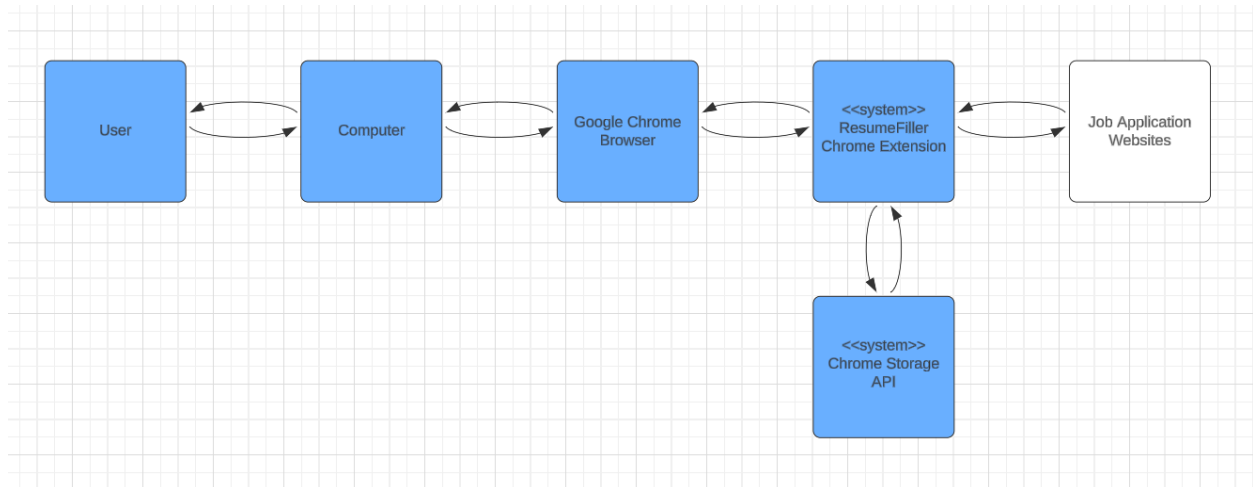 User
Computer
Google Chrome
Browser
<<system>>
ResumeFiller
Chrome Extension
Job Application
Websites
<<system>>
Chrome Storage
API